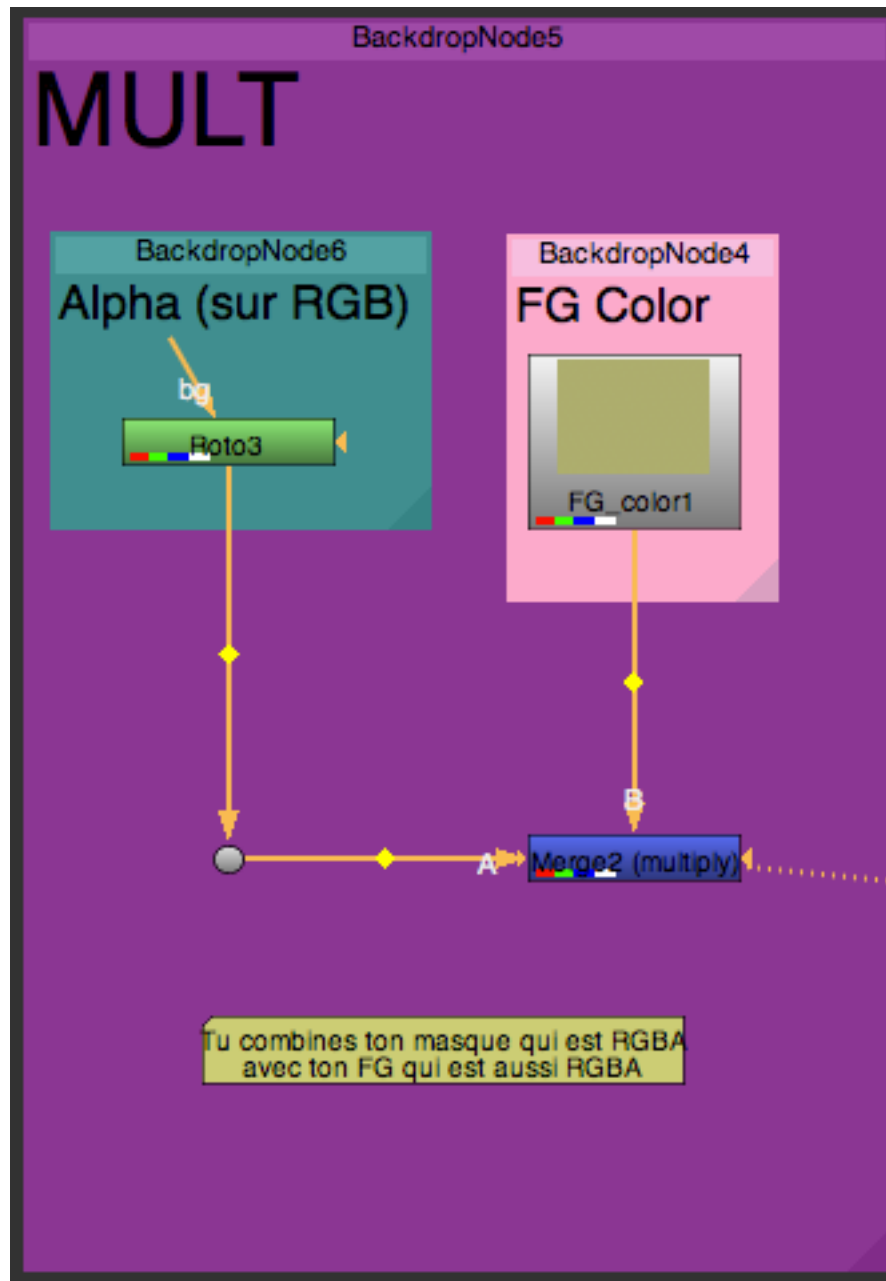 BackdropNode5
MULT
BackdropNode6
Alpha (sur RGB)
bg
Roto3
BackdropNode4
FG Color
FG_color1
B
A
Merge2 (multiply)
Tu combines ton masque qui est RGBA
avec ton FG qui est aussi RGBA